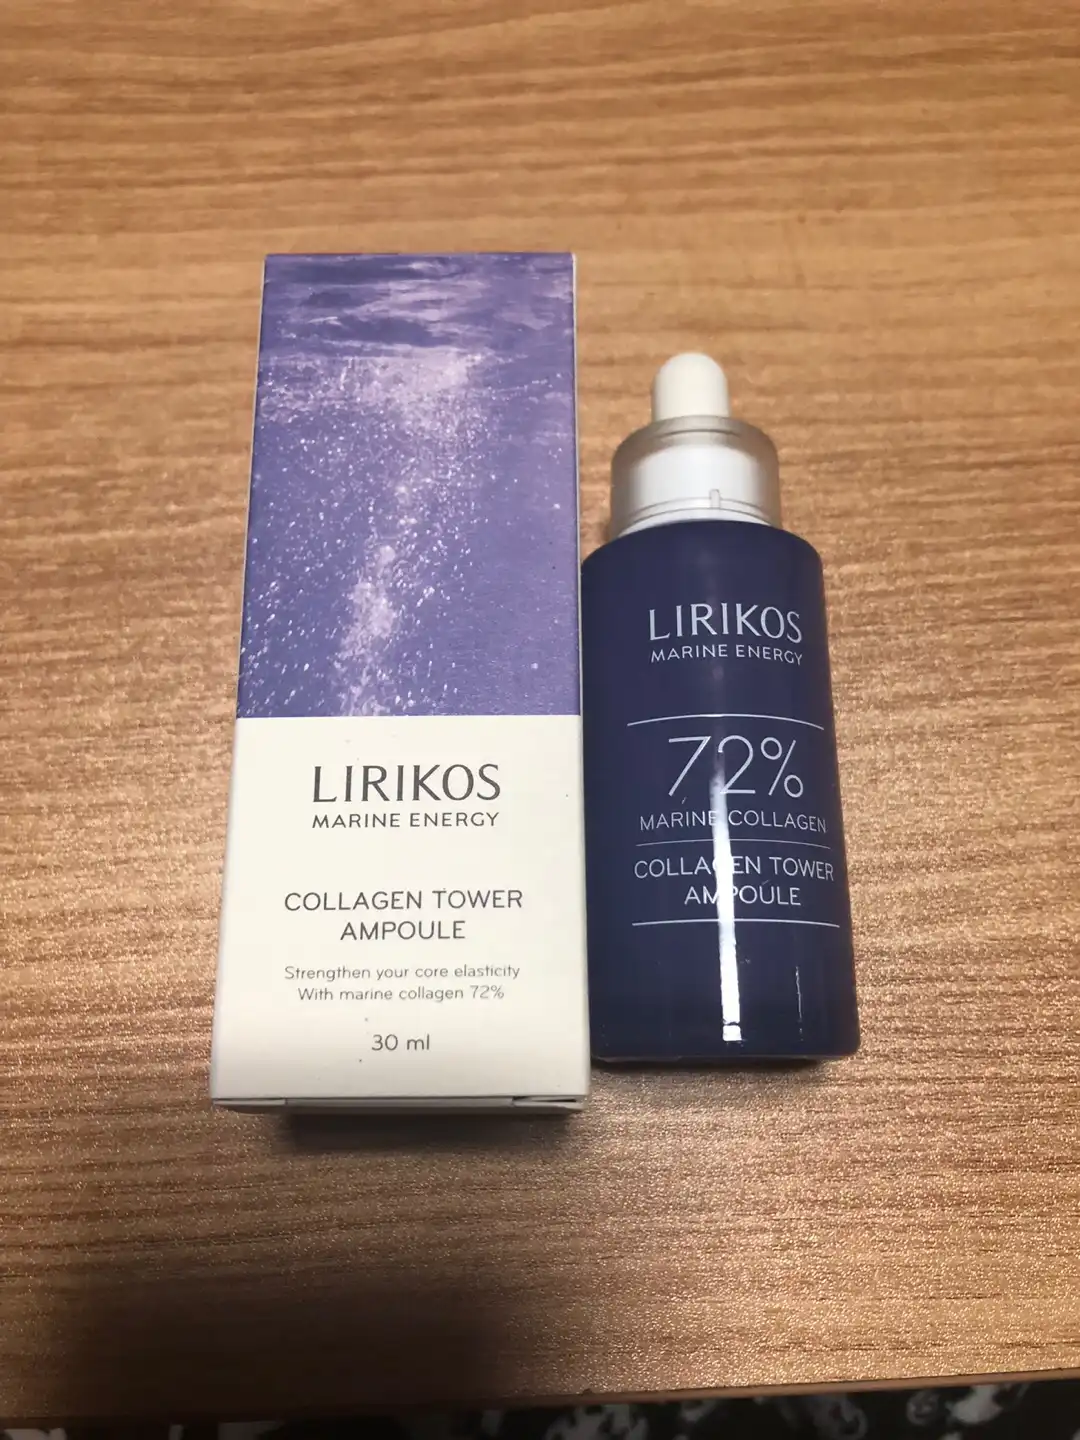 LIRIKOS
MARINE ENERGY
COLLAGEN TOWER
AMPOULE
Strengthen your core elasticity
With marine collagen 72%
30 ml
LIRIKOS
MARINE ENERGY
72%
MARINE COLLAGEN
COLLAGEN TOWER
AMPOULE